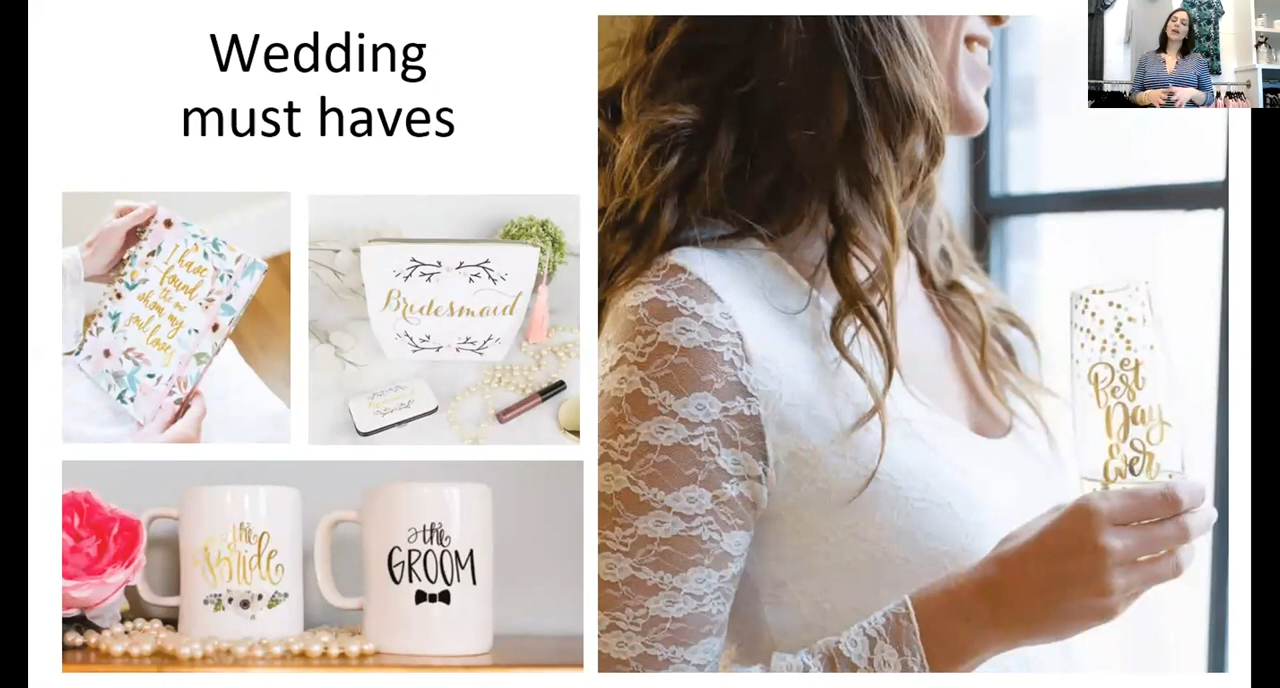 Wedding
must haves
I have
found
the one
whom my
soul loves
Bridesmaid
the
Bride
the
GROOM
Best
Day
Ever